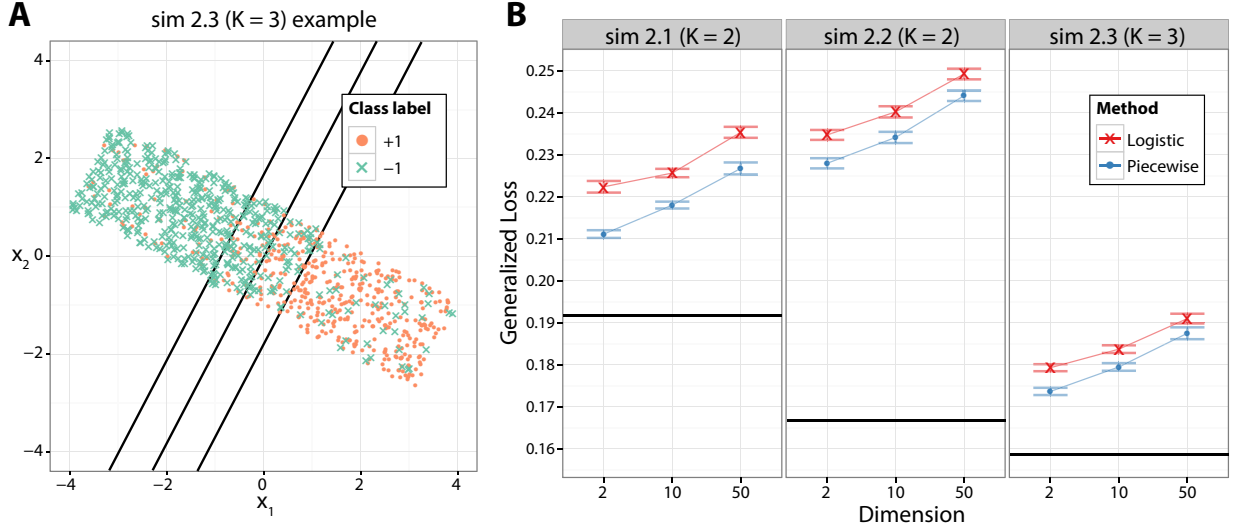 A
sim 2.3 (K = 3) example
4
2
0
−2
−4
x2
−4
−2
0
2
4
x1
Class label
+1
−1
B
sim 2.1 (K = 2)
sim 2.2 (K = 2)
sim 2.3 (K = 3)
Generalized Loss
0.25
0.24
0.23
0.22
0.21
0.20
0.19
0.18
0.17
0.16
Method
Logistic
Piecewise
2 10 50
2 10 50
2 10 50
Dimension